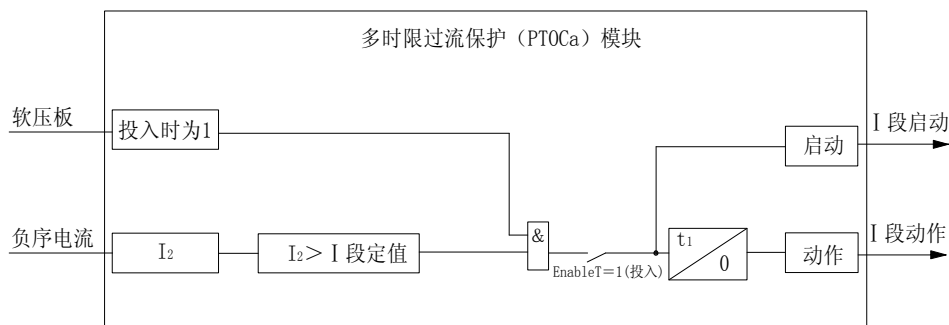 多时限过流保护（PTOCa）模块
软压板
投入时为1
启动
Ⅰ段启动
负序电流
I₂
I₂＞Ⅰ段定值
&
EnableT＝1(投入)
t₁
0
动作
Ⅰ段动作